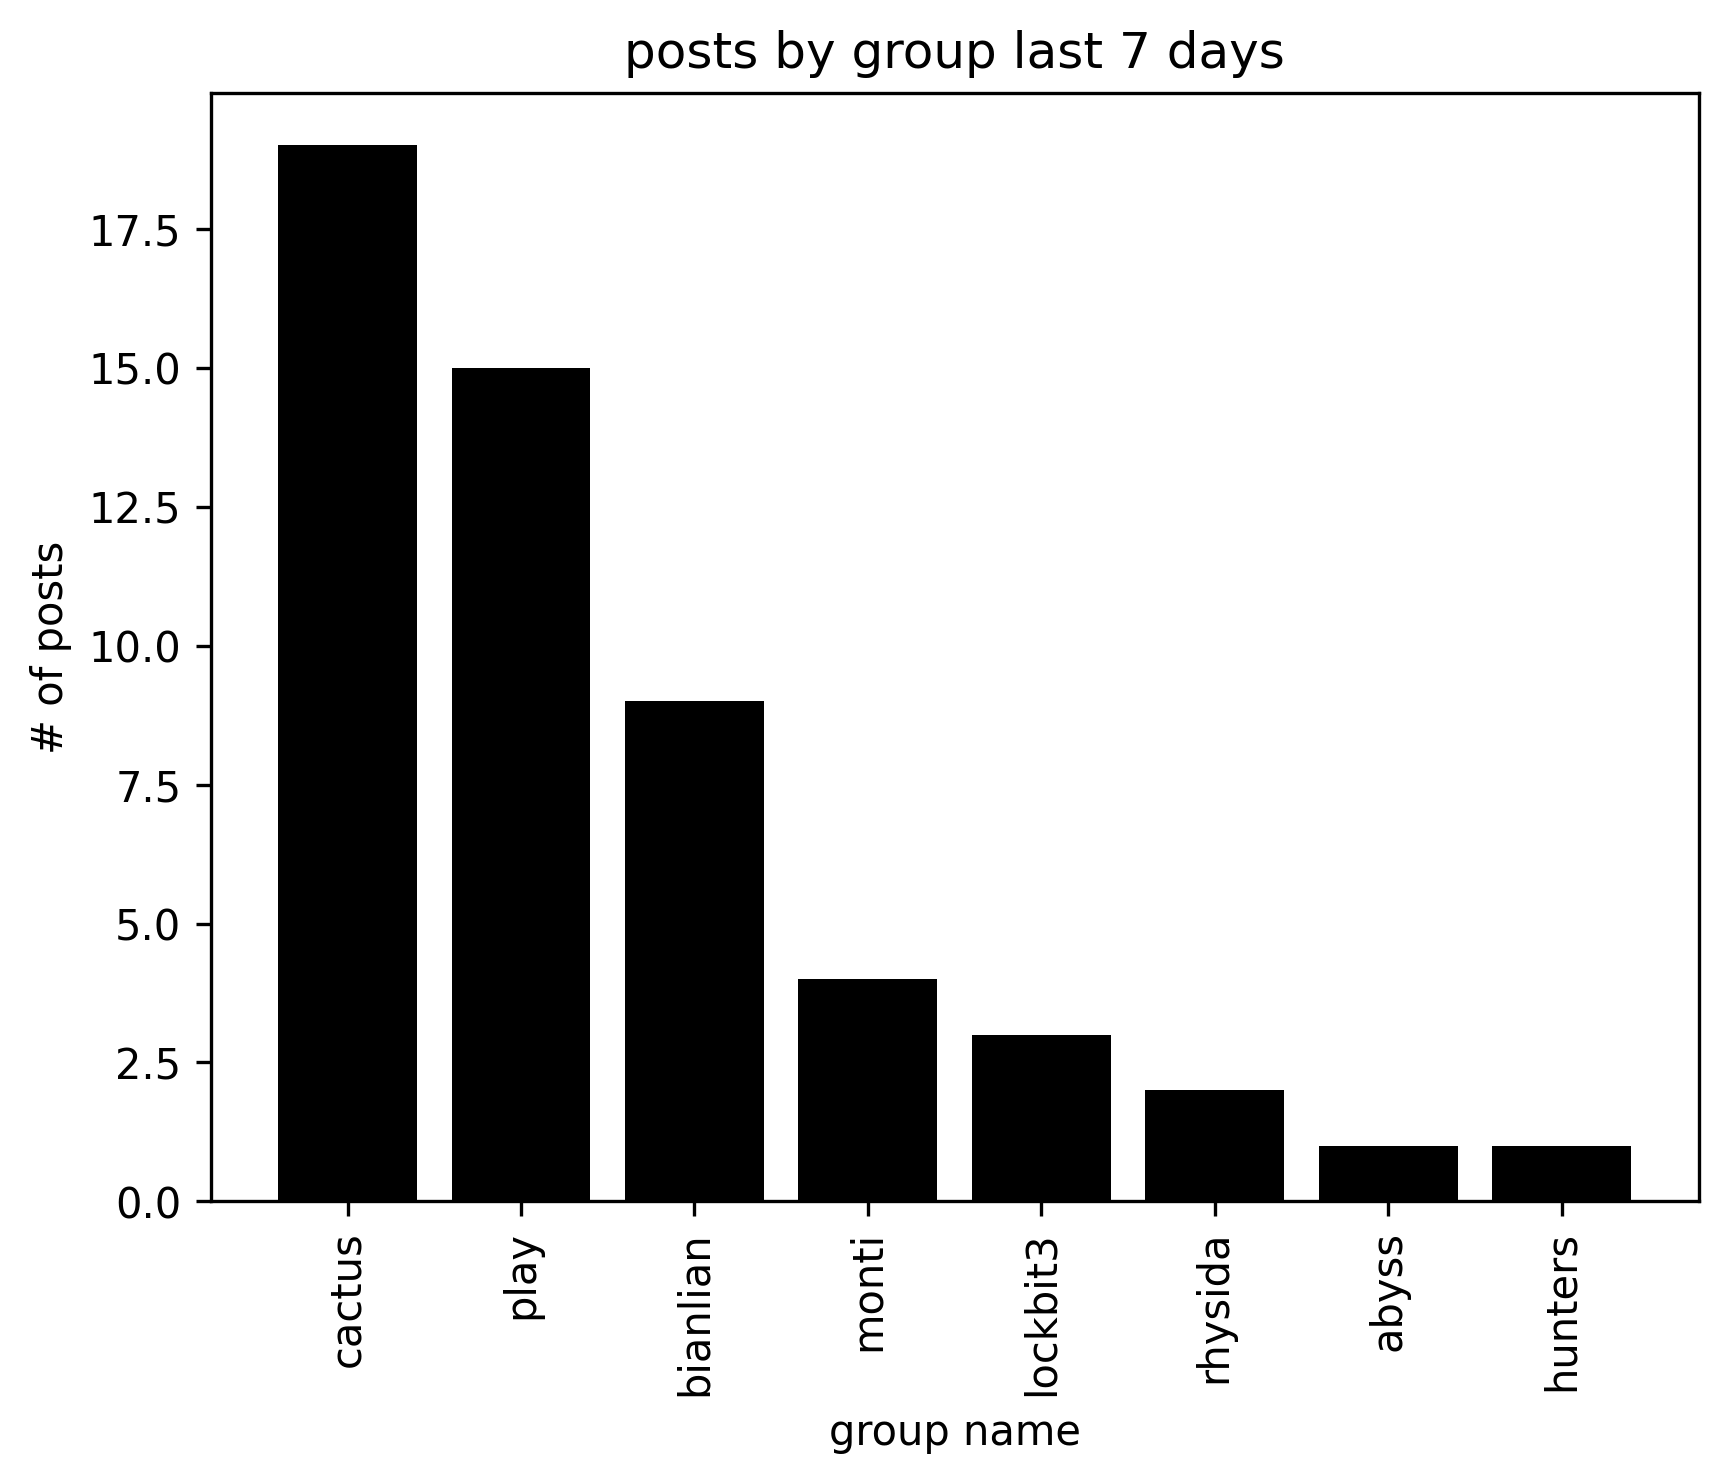 posts by group last 7 days
# of posts
17.5
15.0
12.5
10.0
7.5
5.0
2.5
0.0
cactus
play
bianlian
monti
lockbit3
rhysida
abyss
hunters
group name